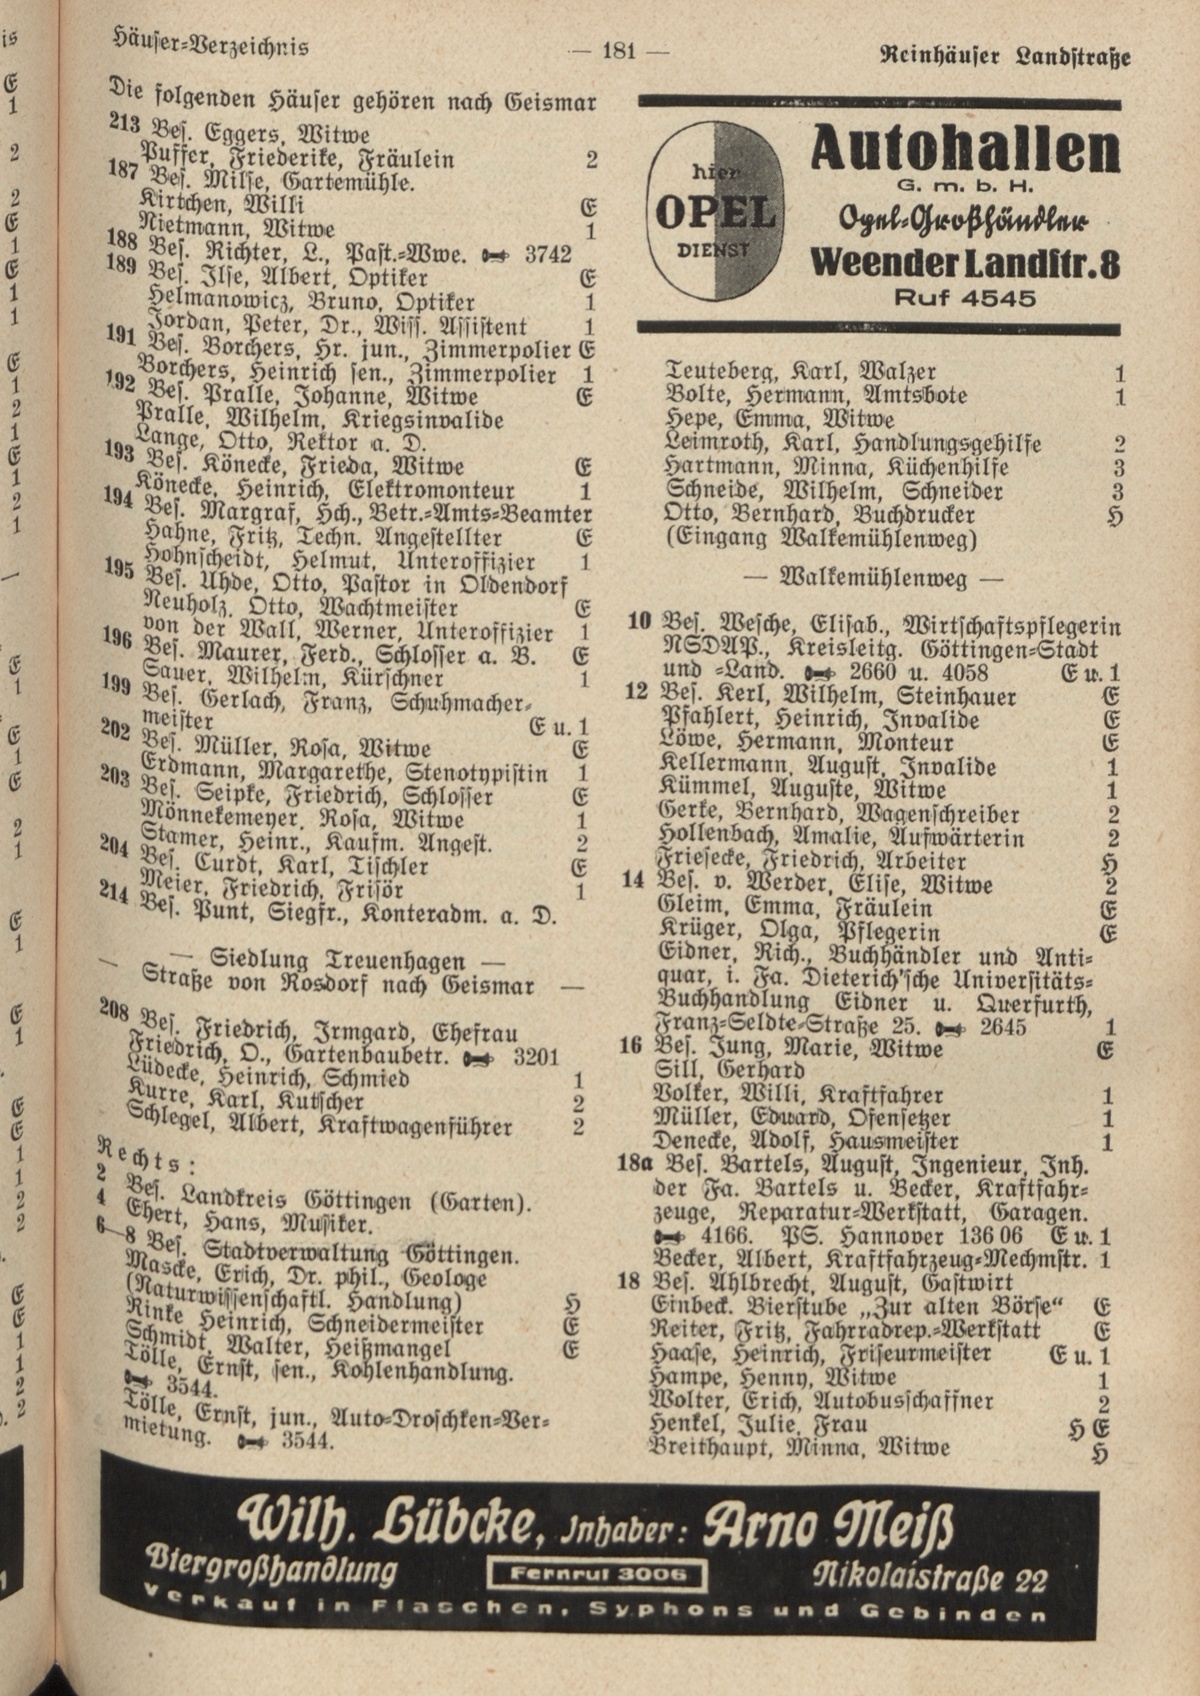 Häuser-Verzeichnis
— 181 —
Reinhäuser Landstraße
Die folgenden Häuser gehören nach Geismar
213 Bes. Eggers, Witwe
Puffer, Friederike, Fräulein 2
187 Bes. Milse, Gartemühle.
Kirtchen, Willi E
Nietmann, Witwe 1
188 Bes. Richter, L., Past.-Wwe. 3742
189 Bes. Ilse, Albert, Optiker E
Helmanowicz, Bruno, Optiker 1
Jordan, Peter, Dr., Wiss. Assistent 1
191 Bes. Borchers, Hr. jun., Zimmerpolier E
Borchers, Heinrich sen., Zimmerpolier 1
192 Bes. Pralle, Johanne, Witwe E
Pralle, Wilhelm, Kriegsinvalide
Lange, Otto, Rektor a. D.
193 Bes. Könecke, Frieda, Witwe E
Könecke, Heinrich, Elektromonteur 1
194 Bes. Margraf, Hch., Betr.-Amts-Beamter
Hahne, Fritz, Techn. Angestellter E
Hohnscheidt, Helmut, Unteroffizier 1
195 Bes. Uhde, Otto, Pastor in Oldendorf
Neuholz, Otto, Wachtmeister E
von der Wall, Werner, Unteroffizier 1
196 Bes. Maurer, Ferd., Schlosser a. B. E
Sauer, Wilhelm, Kürschner 1
199 Bes. Gerlach, Franz, Schuhmacher-
meister E u. 1
202 Bes. Müller, Rosa, Witwe E
Erdmann, Margarethe, Stenotypistin 1
203 Bes. Seipke, Friedrich, Schlosser E
Mönnekemeyer, Rosa, Witwe 1
Stamer, Heinr., Kaufm. Angest. 2
204 Bes. Curdt, Karl, Tischler E
Meier, Friedrich, Frisör 1
214 Bes. Punt, Siegfr., Konteradm. a. D.
— Siedlung Treuenhagen —
— Straße von Rosdorf nach Geismar —
208 Bes. Friedrich, Irmgard, Ehefrau
Friedrich, O., Gartenbaubetr. 3201
Lüdecke, Heinrich, Schmied 1
Kurre, Karl, Kutscher 2
Schlegel, Albert, Kraftwagenführer 2
Rechts:
2 Bes. Landkreis Göttingen (Garten).
4 Ehert, Hans, Musiker.
6—8 Bes. Stadtverwaltung Göttingen.
Mascke, Erich, Dr. phil., Geologe
(Naturwissenschaftl. Handlung) H
Rinke Heinrich, Schneidermeister E
Schmidt, Walter, Heißmangel E
Tölle, Ernst, sen., Kohlenhandlung.
3544.
Tölle, Ernst, jun., Auto-Droschken-Ver-
mietung. 3544.
hier
OPEL
DIENST
Autohallen
G. m. b. H.
Opel-Großhändler
Weender Landstr. 8
Ruf 4545
Teuteberg, Karl, Walzer 1
Bolte, Hermann, Amtsbote 1
Hepe, Emma, Witwe
Leimroth, Karl, Handlungsgehilfe 2
Hartmann, Minna, Küchenhilfe 3
Schneide, Wilhelm, Schneider 3
Otto, Bernhard, Buchdrucker H
(Eingang Walkemühlenweg)
— Walkemühlenweg —
10 Bes. Wesche, Elisab., Wirtschaftspflegerin
NSDAP., Kreisleitg. Göttingen-Stadt
und -Land. 2660 u. 4058 E u. 1
12 Bes. Kerl, Wilhelm, Steinhauer E
Pfahlert, Heinrich, Invalide E
Löwe, Hermann, Monteur E
Kellermann, August, Invalide 1
Kümmel, Auguste, Witwe 1
Gerke, Bernhard, Wagenschreiber 2
Hollenbach, Amalie, Aufwärterin 2
Friesecke, Friedrich, Arbeiter H
14 Bes. v. Werder, Elise, Witwe 2
Gleim, Emma, Fräulein E
Krüger, Olga, Pflegerin E
Eidner, Rich., Buchhändler und Anti-
quar, i. Fa. Dieterich'sche Universitäts-
Buchhandlung Eidner u. Querfurth,
Franz-Seldte-Straße 25. 2645 1
16 Bes. Jung, Marie, Witwe E
Sill, Gerhard
Volker, Willi, Kraftfahrer 1
Müller, Eduard, Ofensetzer 1
Denecke, Adolf, Hausmeister 1
18a Bes. Bartels, August, Ingenieur, Inh.
der Fa. Bartels u. Becker, Kraftfahr-
zeuge, Reparatur-Werkstatt, Garagen.
4166. PS. Hannover 136 06 E u. 1
Becker, Albert, Kraftfahrzeug-Mechmstr. 1
18 Bes. Ahlbrecht, August, Gastwirt
Einbeck. Bierstube „Zur alten Börse“ E
Reiter, Fritz, Fahrradrep.-Werkstatt E
Haase, Heinrich, Friseurmeister E u. 1
Hampe, Henny, Witwe 1
Wolter, Erich, Autobusschaffner 2
Henkel, Julie, Frau H E
Breithaupt, Minna, Witwe H
Wilh. Lübcke, Inhaber: Arno Meiß
Biergroßhandlung
Fernruf 3006
Nikolaistraße 22
Verkauf in Flaschen, Syphons und Gebinden